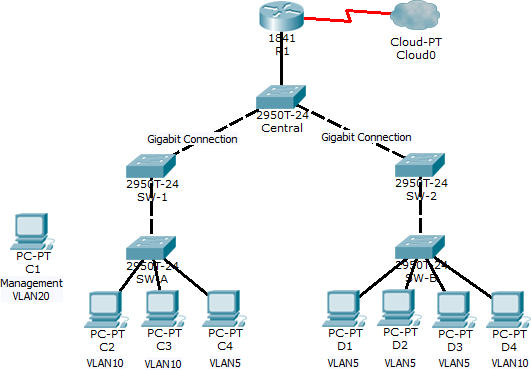 1841
R1
Cloud-PT
Cloud0
2950T-24
Central
Gigabit Connection
Gigabit Connection
2950T-24
SW-1
2950T-24
SW-2
PC-PT
C1
Management
VLAN20
2950T-24
SW-A
2950T-24
SW-B
PC-PT
C2
VLAN10
PC-PT
C3
VLAN10
PC-PT
C4
VLAN5
PC-PT
D1
VLAN5
PC-PT
D2
VLAN5
PC-PT
D3
VLAN5
PC-PT
D4
VLAN10